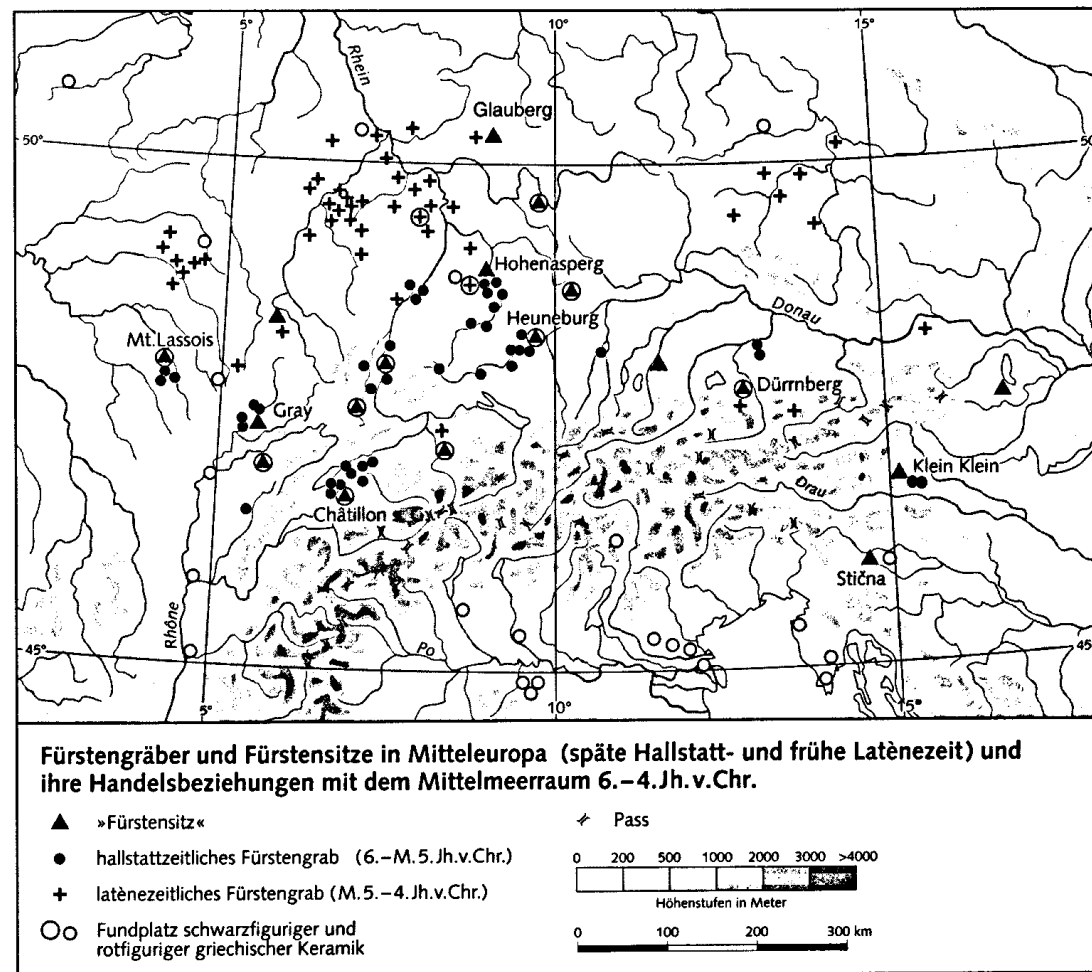 5° 10° 15°
Rhein
Glauberg
50° 50
Hohenasperg
Donau
Mt. Lassois
Heuneburg
Dürrnberg
Gray
Klein Klein
Drau
Châtillon s. G.
Stična
Rhône
Po
45° 45
5° 10° 15°
Fürstengräber und Fürstensitze in Mitteleuropa (späte Hallstatt- und frühe Latènezeit) und
ihre Handelsbeziehungen mit dem Mittelmeerraum 6.–4. Jh. v. Chr.
»Fürstensitz«
hallstattzeitliches Fürstengrab (6.–M. 5. Jh. v. Chr.)
latènezeitliches Fürstengrab (M. 5.–4. Jh. v. Chr.)
Fundplatz schwarzfiguriger und
rotfiguriger griechischer Keramik
Pass
0 200 500 1000 2000 3000 >4000
Höhenstufen in Meter
0 100 200 300 km